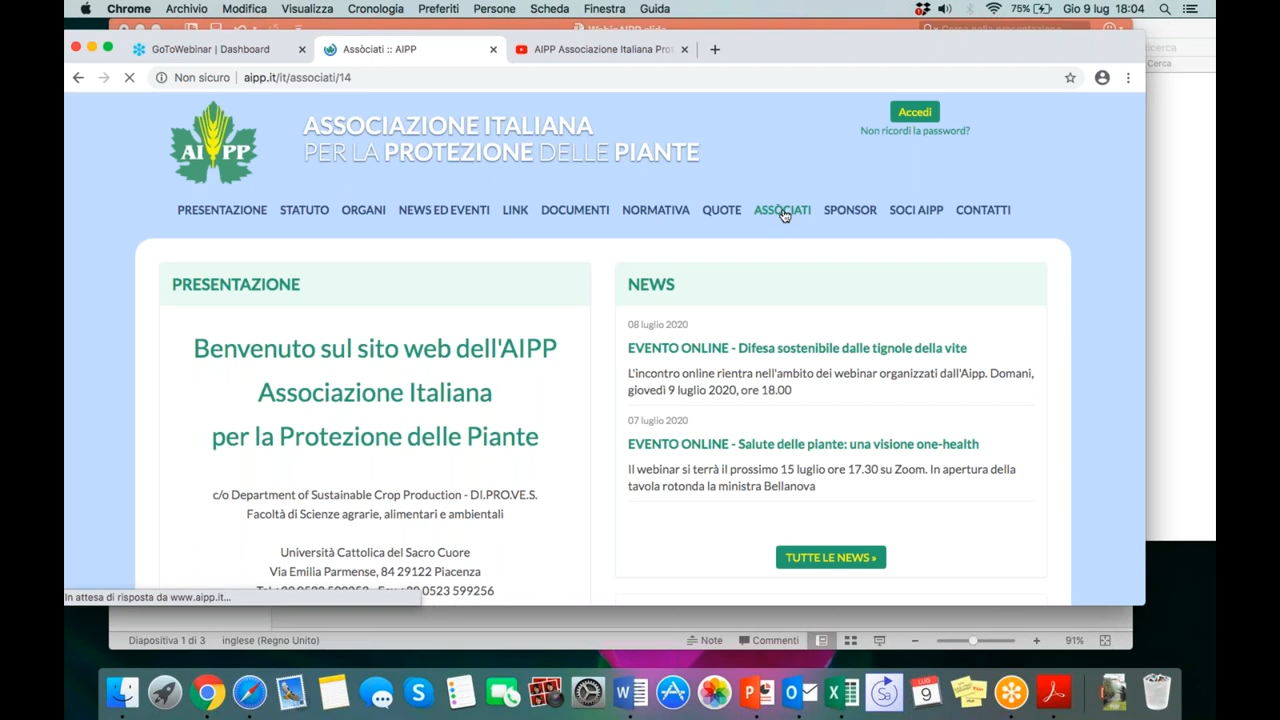 Chrome Archivio Modifica Visualizza Cronologia Preferiti Persone Scheda Finestra Guida 75% Gio 9 lug 18:04
GoToWebinar | Dashboard
Assòciati :: AIPP
AIPP Associazione Italiana Pro
Non sicuro | aipp.it/it/associati/14
Cerca
AIPP
ASSOCIAZIONE ITALIANA
PER LA PROTEZIONE DELLE PIANTE
Accedi
Non ricordi la password?
PRESENTAZIONE STATUTO ORGANI NEWS ED EVENTI LINK DOCUMENTI NORMATIVA QUOTE ASSÒCIATI SPONSOR SOCI AIPP CONTATTI
PRESENTAZIONE
Benvenuto sul sito web dell'AIPP
Associazione Italiana
per la Protezione delle Piante
c/o Department of Sustainable Crop Production - DI.PRO.VE.S.
Facoltà di Scienze agrarie, alimentari e ambientali
Università Cattolica del Sacro Cuore
Via Emilia Parmense, 84 29122 Piacenza
0523 599256
NEWS
08 luglio 2020
EVENTO ONLINE - Difesa sostenibile dalle tignole della vite
L'incontro online rientra nell'ambito dei webinar organizzati dall'Aipp. Domani,
giovedì 9 luglio 2020, ore 18.00
07 luglio 2020
EVENTO ONLINE - Salute delle piante: una visione one-health
Il webinar si terrà il prossimo 15 luglio ore 17.30 su Zoom. In apertura della
tavola rotonda la ministra Bellanova
TUTTE LE NEWS »
In attesa di risposta da www.aipp.it...
Diapositiva 1 di 3 inglese (Regno Unito) Note Commenti 91%
LUG
9